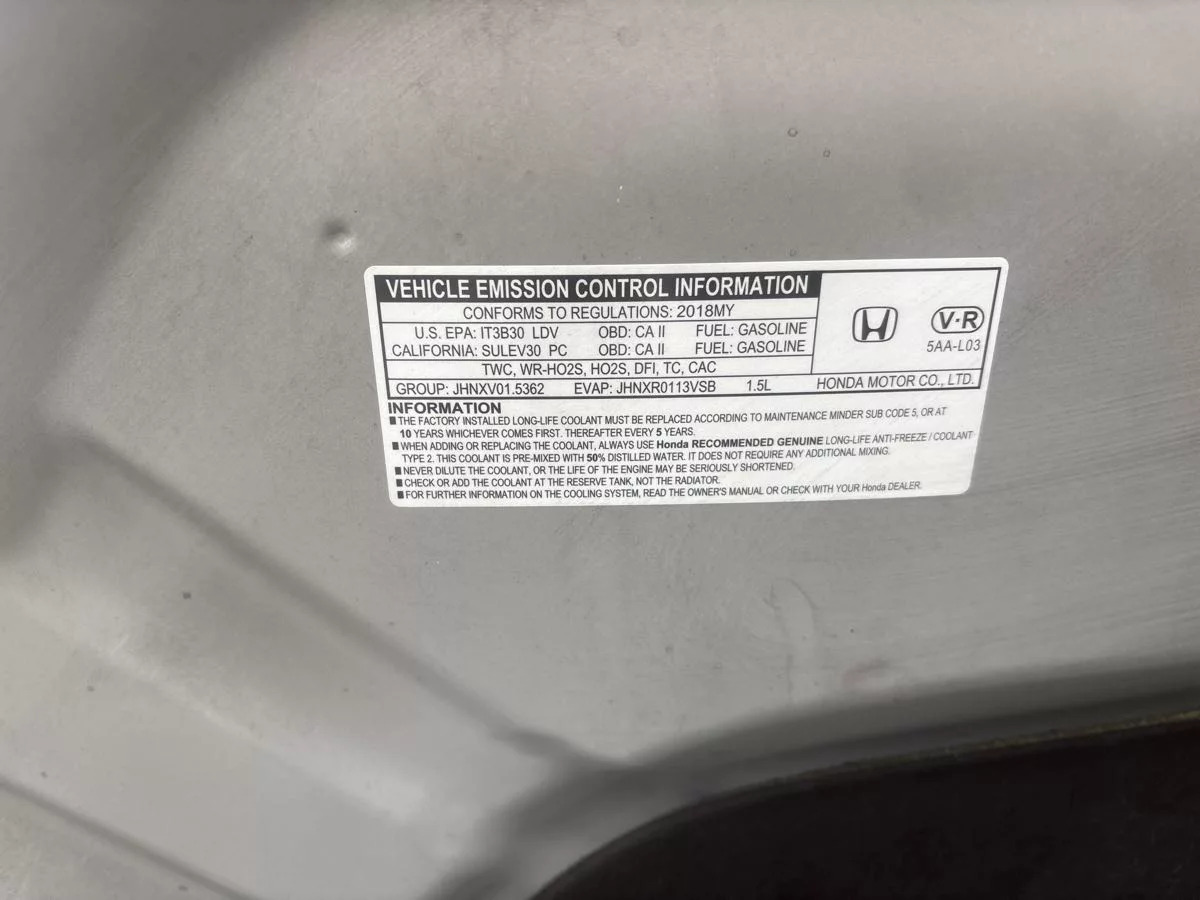 VEHICLE EMISSION CONTROL INFORMATION
CONFORMS TO REGULATIONS: 2018MY
U.S. EPA: IT3B30 LDV OBD: CA II FUEL: GASOLINE
CALIFORNIA: SULEV30 PC OBD: CA II FUEL: GASOLINE
TWC, WR-HO2S, HO2S, DFI, TC, CAC
GROUP: JHNXV01.5362 EVAP: JHNXR0113VSB 1.5L
V·R
5AA-L03
HONDA MOTOR CO., LTD.
INFORMATION
■ THE FACTORY INSTALLED LONG-LIFE COOLANT MUST BE REPLACED ACCORDING TO MAINTENANCE MINDER SUB CODE 5, OR AT
10 YEARS WHICHEVER COMES FIRST. THEREAFTER EVERY 5 YEARS.
■ WHEN ADDING OR REPLACING THE COOLANT, ALWAYS USE Honda RECOMMENDED GENUINE LONG-LIFE ANTI-FREEZE / COOLANT
TYPE 2. THIS COOLANT IS PRE-MIXED WITH 50% DISTILLED WATER. IT DOES NOT REQUIRE ANY ADDITIONAL MIXING.
■ NEVER DILUTE THE COOLANT, OR THE LIFE OF THE ENGINE MAY BE SERIOUSLY SHORTENED.
■ CHECK OR ADD THE COOLANT AT THE RESERVE TANK, NOT THE RADIATOR.
■ FOR FURTHER INFORMATION ON THE COOLING SYSTEM, READ THE OWNER'S MANUAL OR CHECK WITH YOUR Honda DEALER.